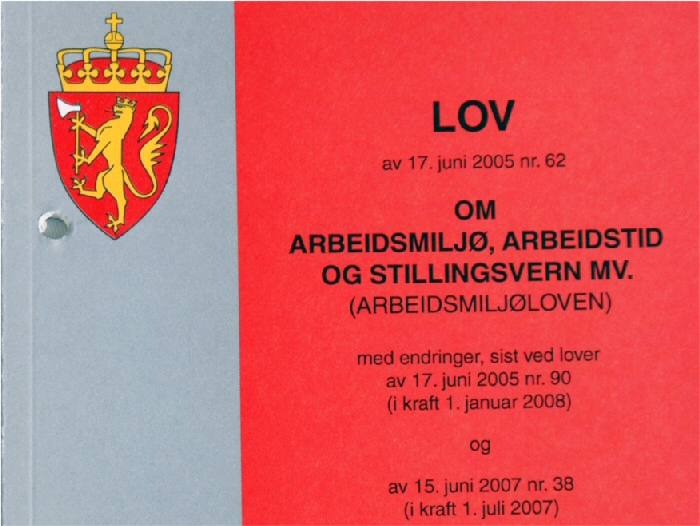 LOV
av 17. juni 2005 nr. 62
OM
ARBEIDSMILJØ, ARBEIDSTID
OG STILLINGSVERN MV.
(ARBEIDSMILJØLOVEN)
med endringer, sist ved lover
av 17. juni 2005 nr. 90
(i kraft 1. januar 2008)
og
av 15. juni 2007 nr. 38
(i kraft 1. juli 2007)